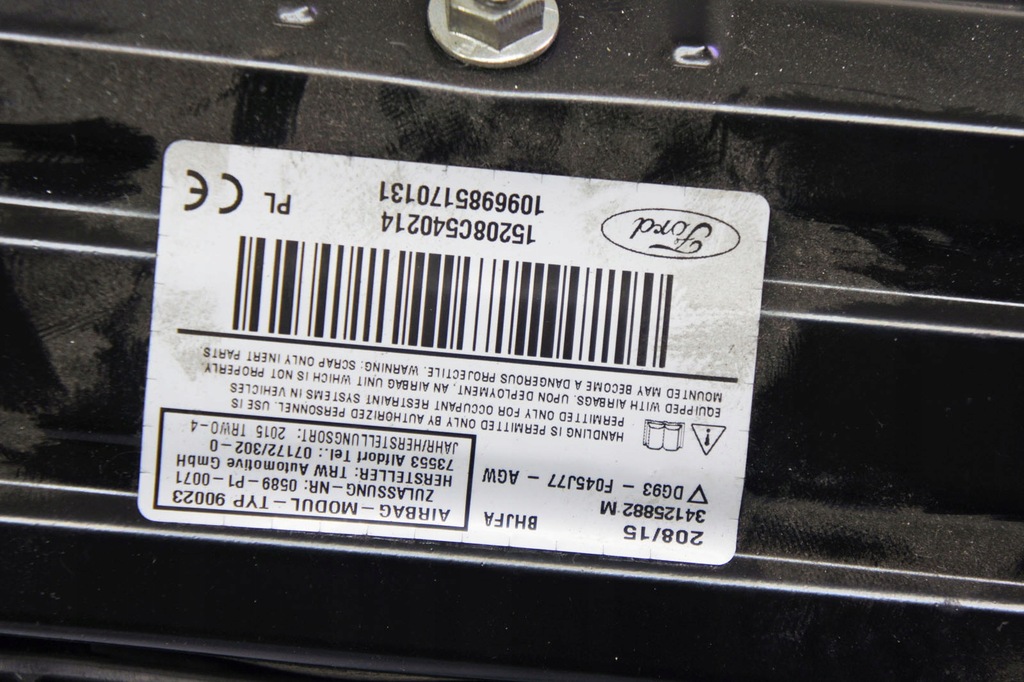 208/15
34125882 M
DG93 - F045J77 - AGW
BHJFA
AIRBAG - MODUL - TYP 90023
ZULASSUNG-NR: 0589-P1-0071
HERSTELLER: TRW Automotive GmbH
73553 Alfdorf Tel.: 07172/302-0
JAHR/HERSTELLUNGSORT: 2015 TRWO-4
HANDLING IS PERMITTED ONLY BY AUTHORIZED PERSONNEL. USE IS
PERMITTED ONLY FOR OCCUPANT RESTRAINT SYSTEMS IN VEHICLES
EQUIPPED WITH AIRBAGS. UPON DEPLOYMENT, AN AIRBAG UNIT WHICH IS NOT PROPERLY
MOUNTED MAY BECOME A DANGEROUS PROJECTILE. WARNING: SCRAP ONLY INERT PARTS
Ford
15208C540214
1096985170131
PL
CE